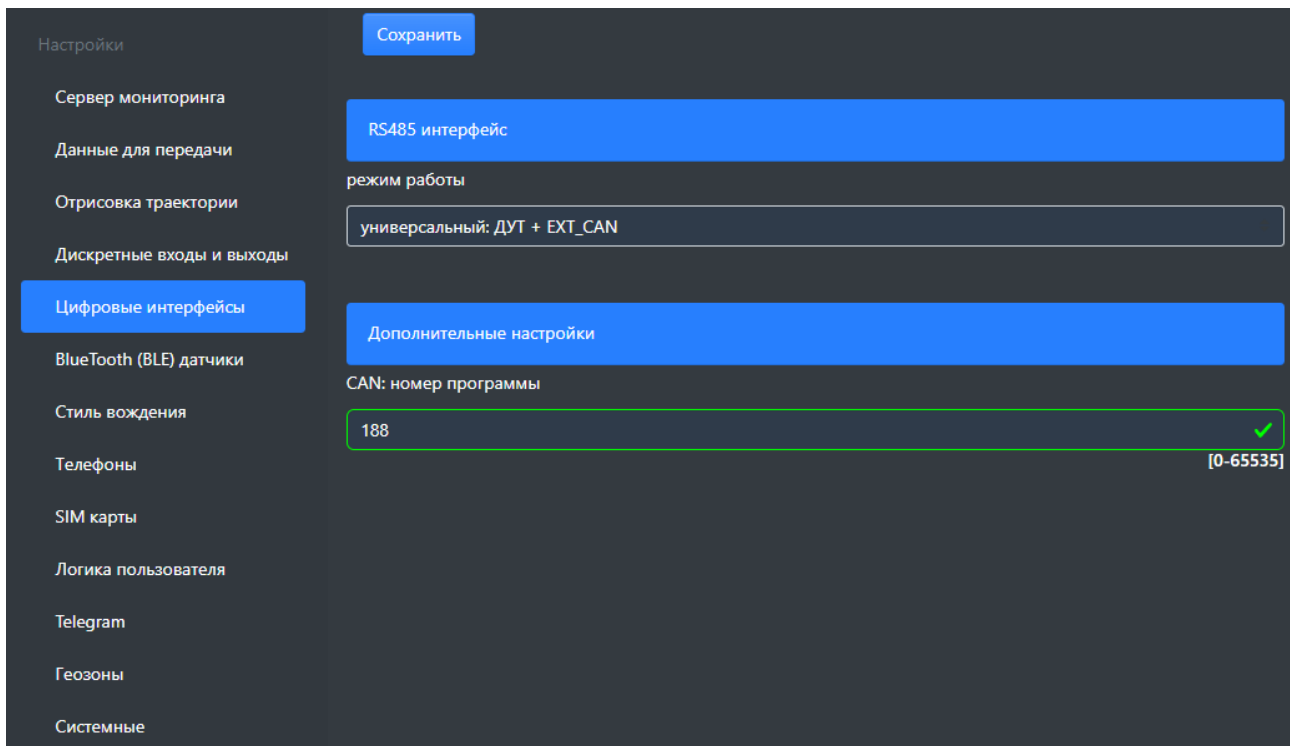 Настройки
Сервер мониторинга
Данные для передачи
Отрисовка траектории
Дискретные входы и выходы
Цифровые интерфейсы
BlueTooth (BLE) датчики
Стиль вождения
Телефоны
SIM карты
Логика пользователя
Telegram
Геозоны
Системные
Сохранить
RS485 интерфейс
режим работы
универсальный: ДУТ + EXT_CAN
Дополнительные настройки
CAN: номер программы
188
[0-65535]